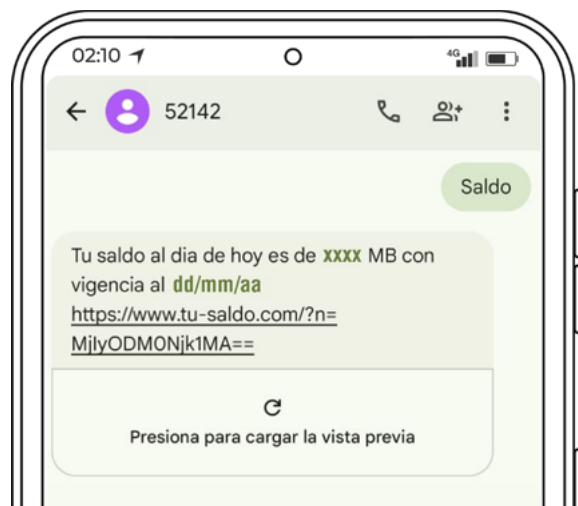 02:10
4G
52142
Saldo
Tu saldo al dia de hoy es de xxxx MB con
vigencia al dd/mm/aa
https://www.tu-saldo.com/?n=
MjIyODM0Njk1MA==
Presiona para cargar la vista previa